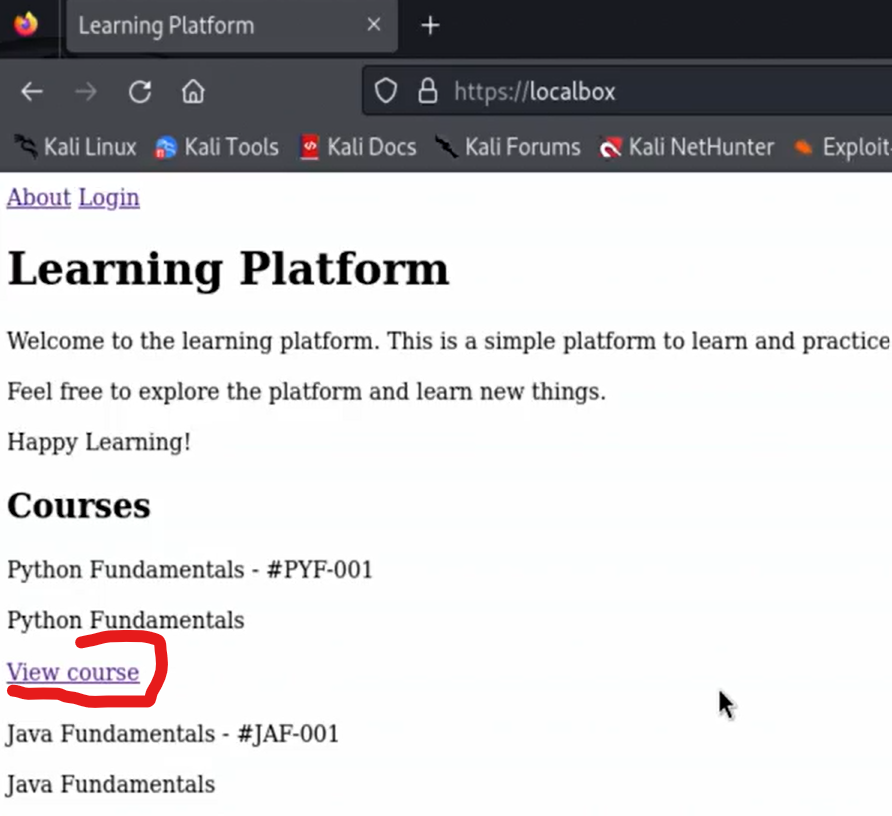 Learning Platform
https://localbox
Kali Linux Kali Tools Kali Docs Kali Forums Kali NetHunter Exploit-
About Login
Learning Platform
Welcome to the learning platform. This is a simple platform to learn and practice
Feel free to explore the platform and learn new things.
Happy Learning!
Courses
Python Fundamentals - #PYF-001
Python Fundamentals
View course
Java Fundamentals - #JAF-001
Java Fundamentals